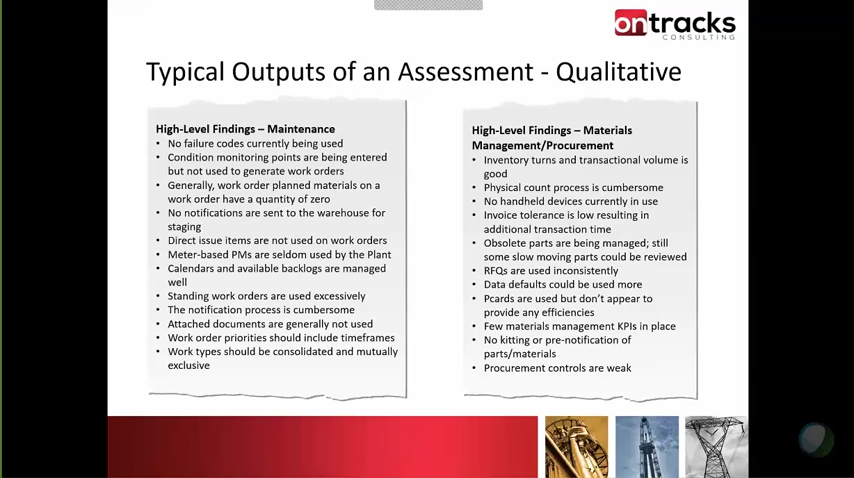 ontracks
CONSULTING
Typical Outputs of an Assessment - Qualitative
High-Level Findings – Maintenance
• No failure codes currently being used
• Condition monitoring points are being entered
but not used to generate work orders
• Generally, work order planned materials on a
work order have a quantity of zero
• No notifications are sent to the warehouse for
staging
• Direct issue items are not used on work orders
• Meter-based PMs are seldom used by the Plant
• Calendars and available backlogs are managed
well
• Standing work orders are used excessively
• The notification process is cumbersome
• Attached documents are generally not used
• Work order priorities should include timeframes
• Work types should be consolidated and mutually
exclusive
High-Level Findings – Materials
Management/Procurement
• Inventory turns and transactional volume is
good
• Physical count process is cumbersome
• No handheld devices currently in use
• Invoice tolerance is low resulting in
additional transaction time
• Obsolete parts are being managed; still
some slow moving parts could be reviewed
• RFQs are used inconsistently
• Data defaults could be used more
• Pcards are used but don’t appear to
provide any efficiencies
• Few materials management KPIs in place
• No kitting or pre-notification of
parts/materials
• Procurement controls are weak